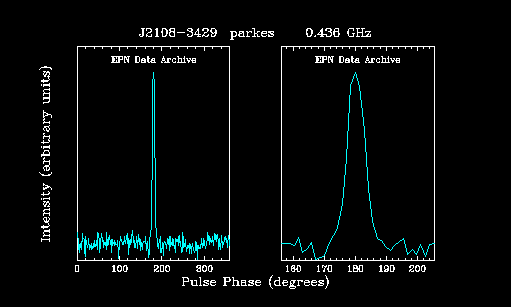 J2108-3429 parkes 0.436 GHz
EPN Data Archive EPN Data Archive
Intensity (arbitrary units)
0 100 200 300 160 170 180 190 200
Pulse Phase (degrees)